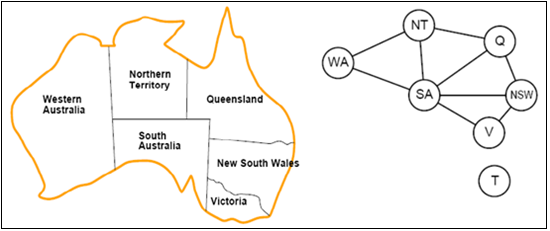 Western
Australia
Northern
Territory
Queensland
South
Australia
New South Wales
Victoria
NT
Q
WA
SA
NSW
V
T